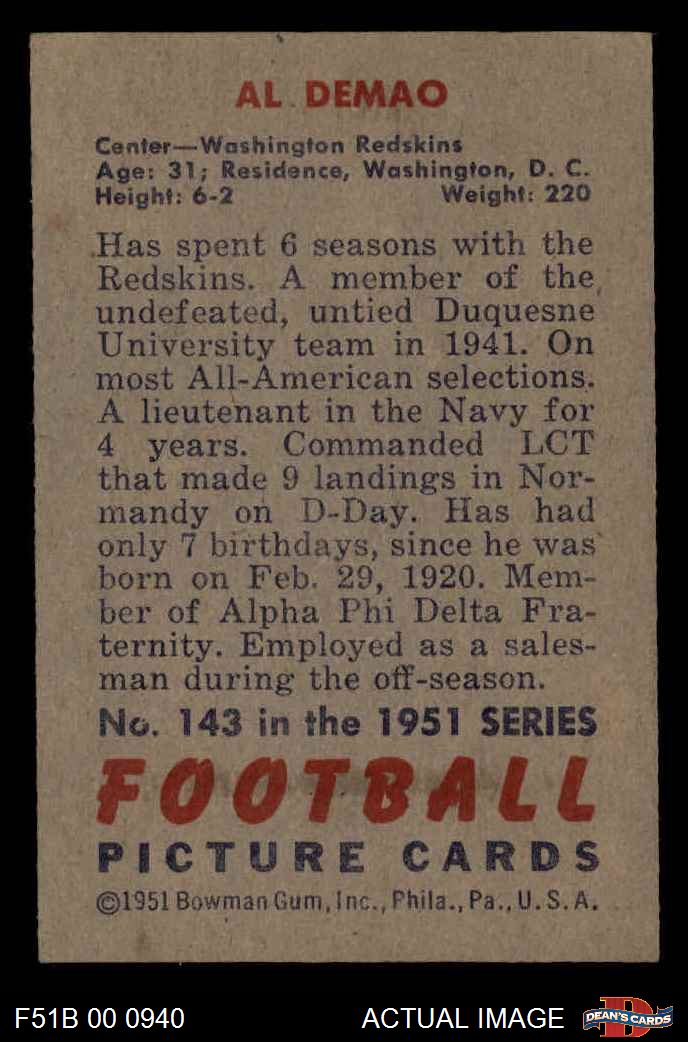 AL DEMAO
Center—Washington Redskins
Age: 31; Residence, Washington, D. C.
Height: 6-2 Weight: 220
Has spent 6 seasons with the
Redskins. A member of the
undefeated, untied Duquesne
University team in 1941. On
most All-American selections.
A lieutenant in the Navy for
4 years. Commanded LCT
that made 9 landings in Nor-
mandy on D-Day. Has had
only 7 birthdays, since he was
born on Feb. 29, 1920. Mem-
ber of Alpha Phi Delta Fra-
ternity. Employed as a sales-
man during the off-season.
No. 143 in the 1951 SERIES
FOOTBALL
PICTURE CARDS
©1951 Bowman Gum, Inc., Phila., Pa., U. S. A.
F51B 00 0940 ACTUAL IMAGE D DEAN'S CARDS